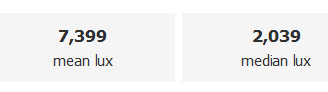 7,399
mean lux
2,039
median lux